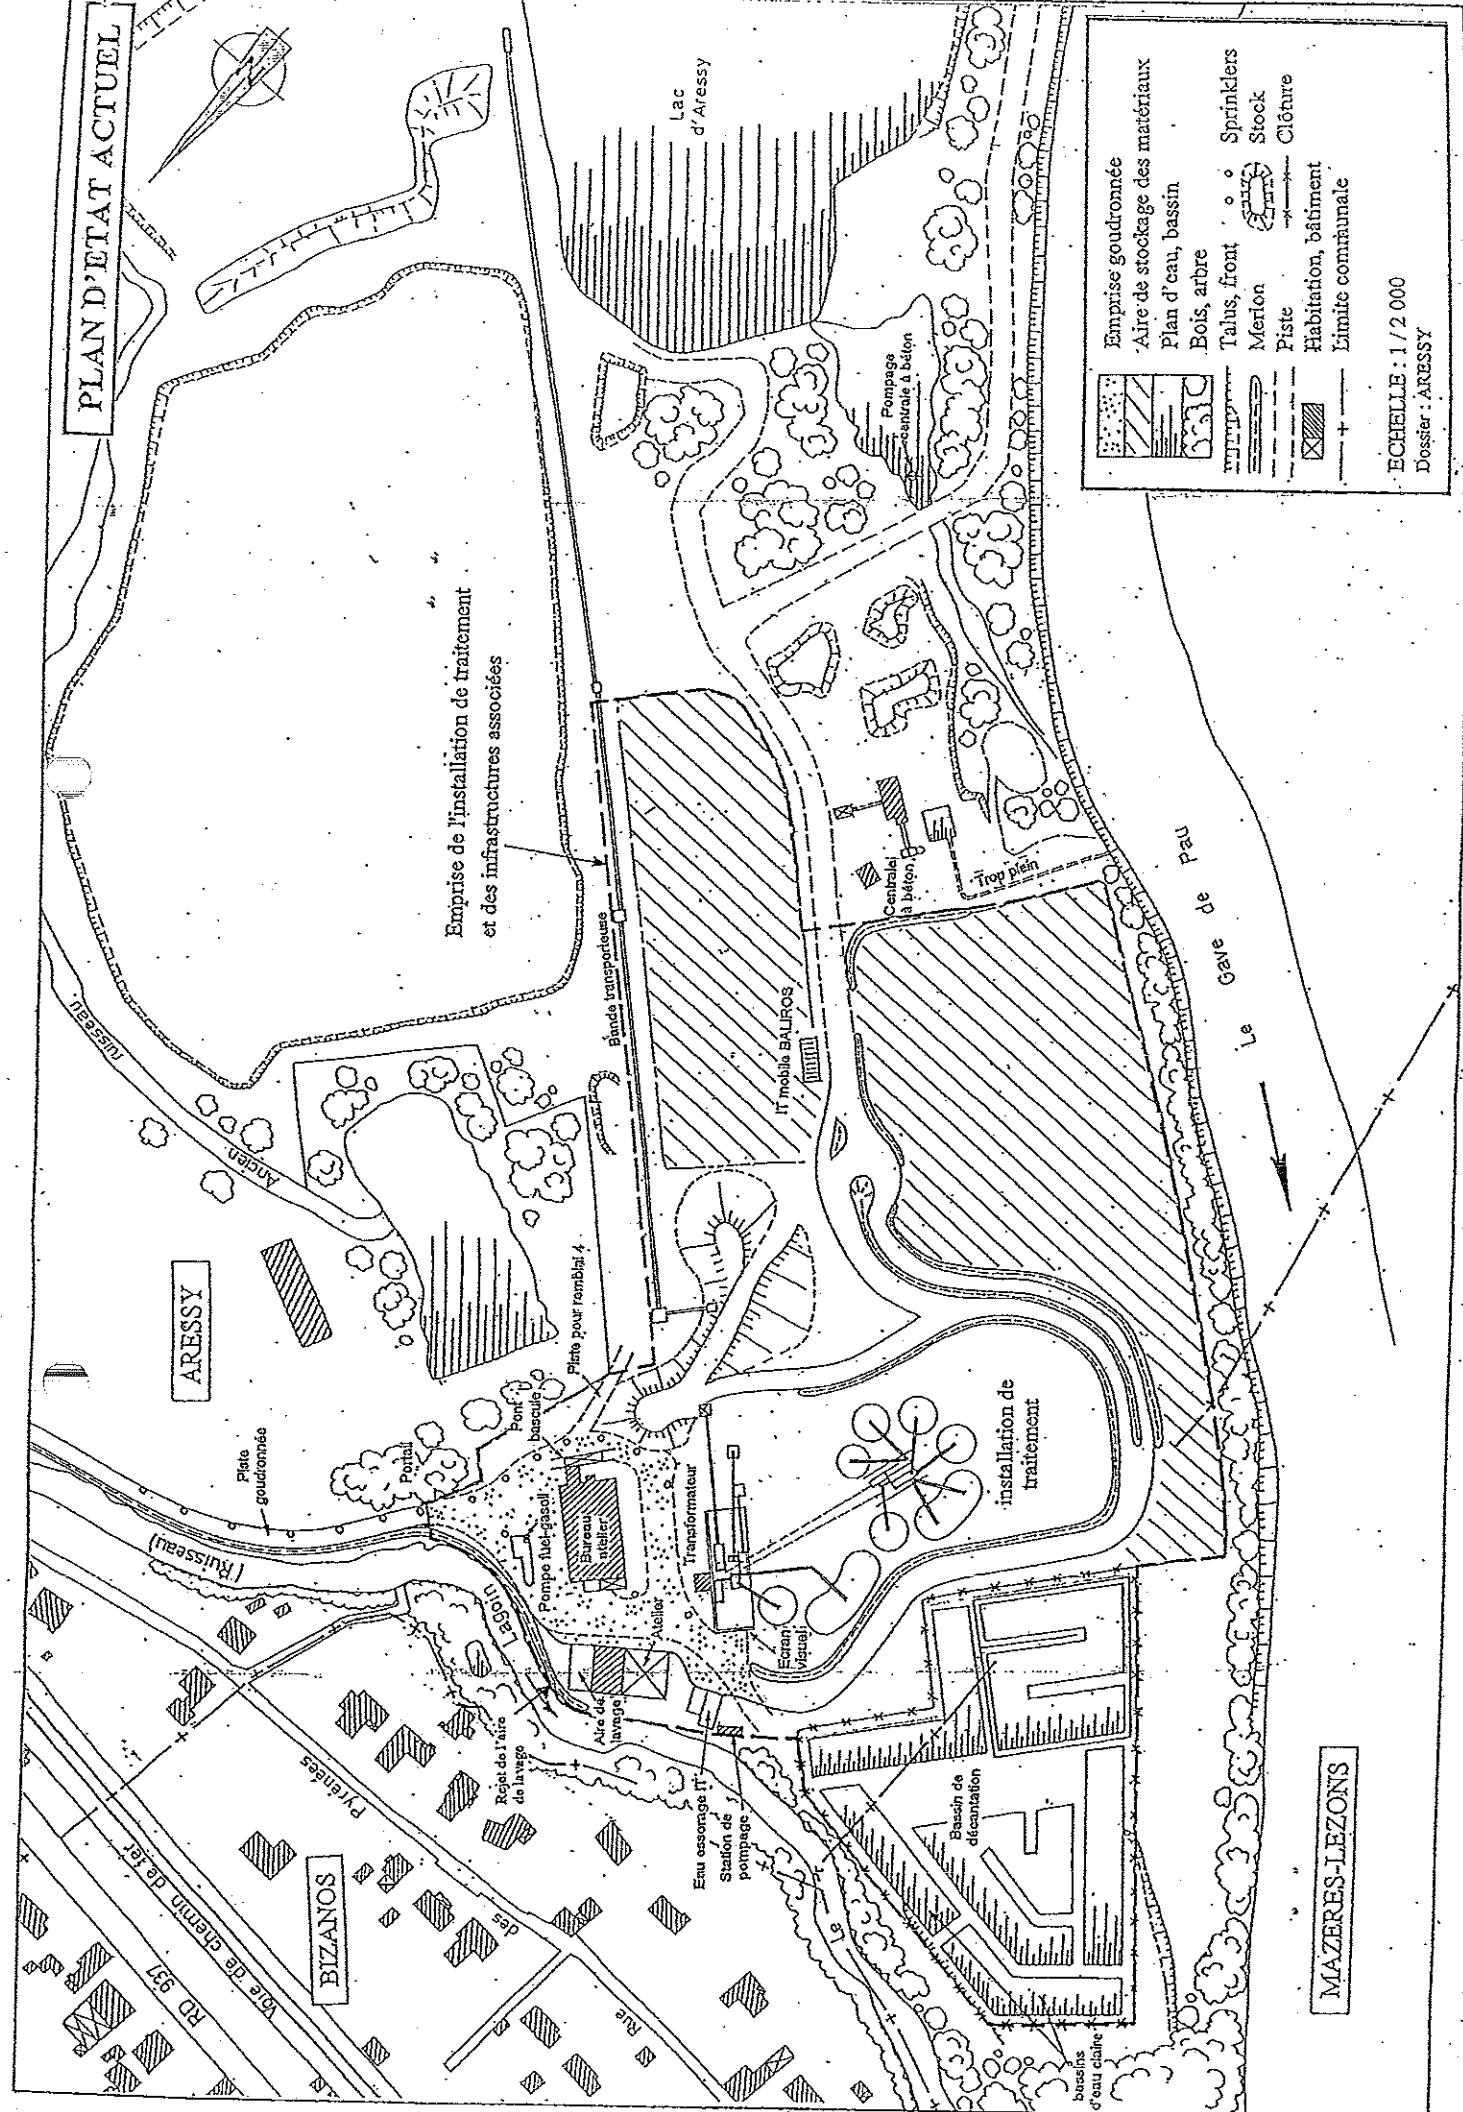 PLAN D'ETAT ACTUEL
Lac
d'Aressy
Emprise de l'installation de traitement
et des infrastructures associées
Pompage
centrale à béton
Bande transporteuse
Centrale
à béton
Trop plein
IT mobile BALIROS
Le Gave de Pau
Ancien ruisseau
ARESSY
Piste pour remblai 4
Pont
bascule
Portail
Piste
goudronnée
(Ruisseau)
Lagoin
Pompe fuel-gasoil
Bureau
atelier
Transformateur
Atelier
Ecran
visuel
installation de
traitement
Aire de
lavage
Rejet de l'aire
de lavage
Eau essorage IT
Station de
pompage
Bassin de
décantation
bassins
d'eau claire
Le
Rue des Pyrénées
Voie de chemin de fer
RD 937
BIZANOS
MAZERES-LEZONS
Emprise goudronnée
Aire de stockage des matériaux
Plan d'eau, bassin
Bois, arbre
Talus, front
Merlon
Piste
Habitation, bâtiment
Limite communale
Sprinklers
Stock
Clôture
ECHELLE : 1 / 2 000
Dossier : ARESSY